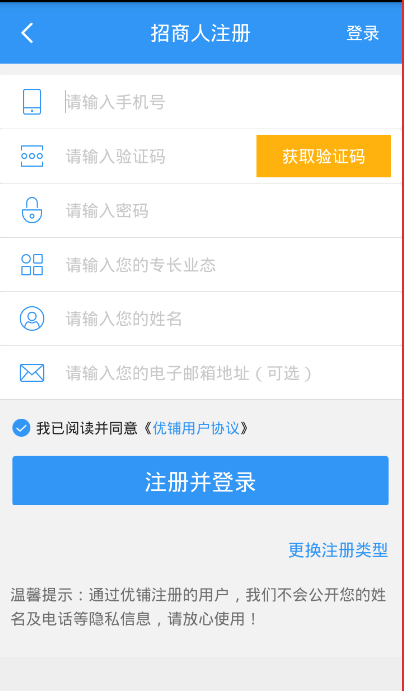 招商人注册 登录
请输入手机号
请输入验证码 获取验证码
请输入密码
请输入您的专长业态
请输入您的姓名
请输入您的电子邮箱地址（可选）
我已阅读并同意《优铺用户协议》
注册并登录
更换注册类型
温馨提示：通过优铺注册的用户，我们不会公开您的姓
名及电话等隐私信息，请放心使用！